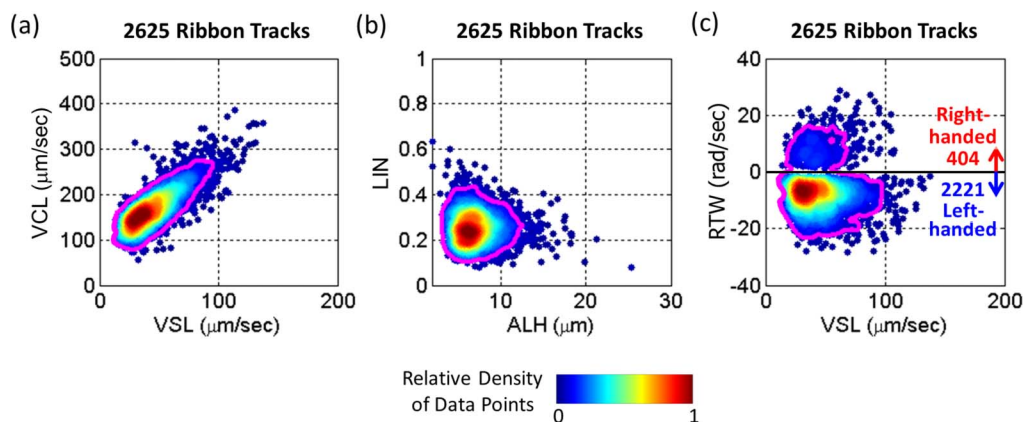 (a)
2625 Ribbon Tracks
500
400
300
200
100
0
VCL (μm/sec)
0
100
200
VSL (μm/sec)
(b)
2625 Ribbon Tracks
1
0.8
0.6
0.4
0.2
0
LIN
10
20
30
ALH (μm)
(c)
2625 Ribbon Tracks
40
20
0
-20
-40
RTW (rad/sec)
Right-
handed
404
2221
Left-
handed
0
100
200
VSL (μm/sec)
Relative Density
of Data Points
0
1